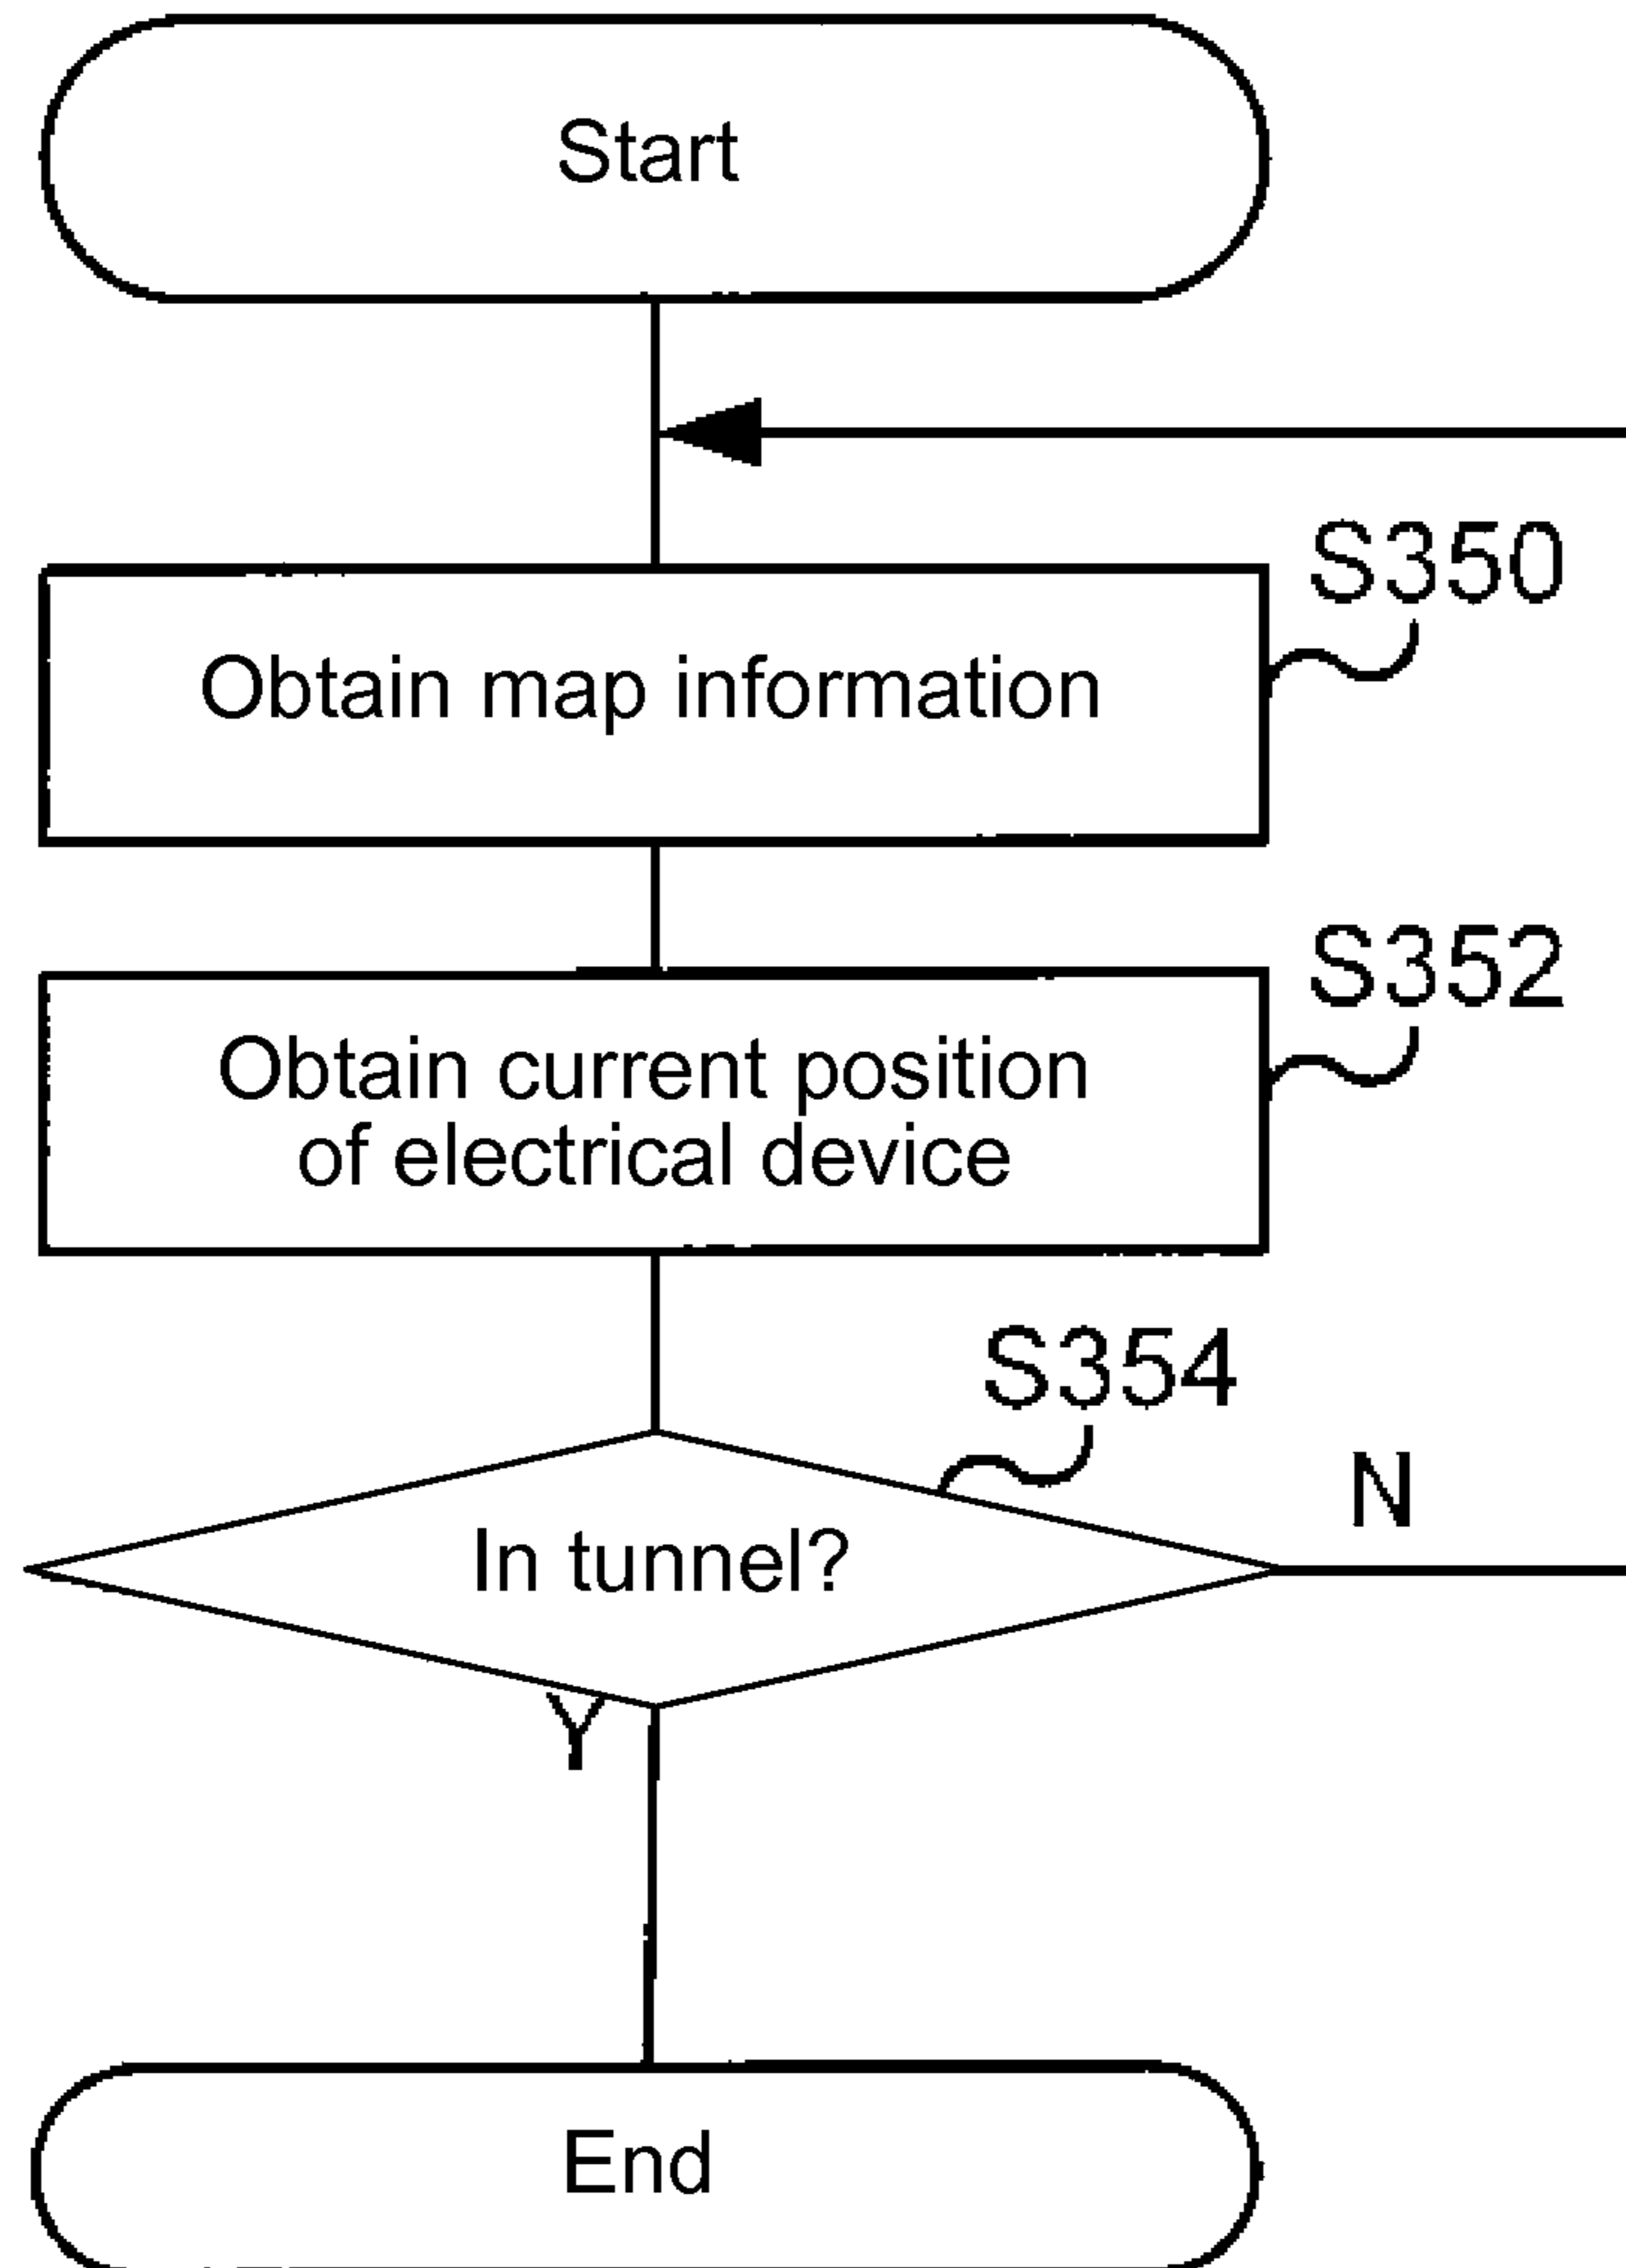 Start
S350
Obtain map information
S352
Obtain current position
of electrical device
S354
N
In tunnel?
Y
End